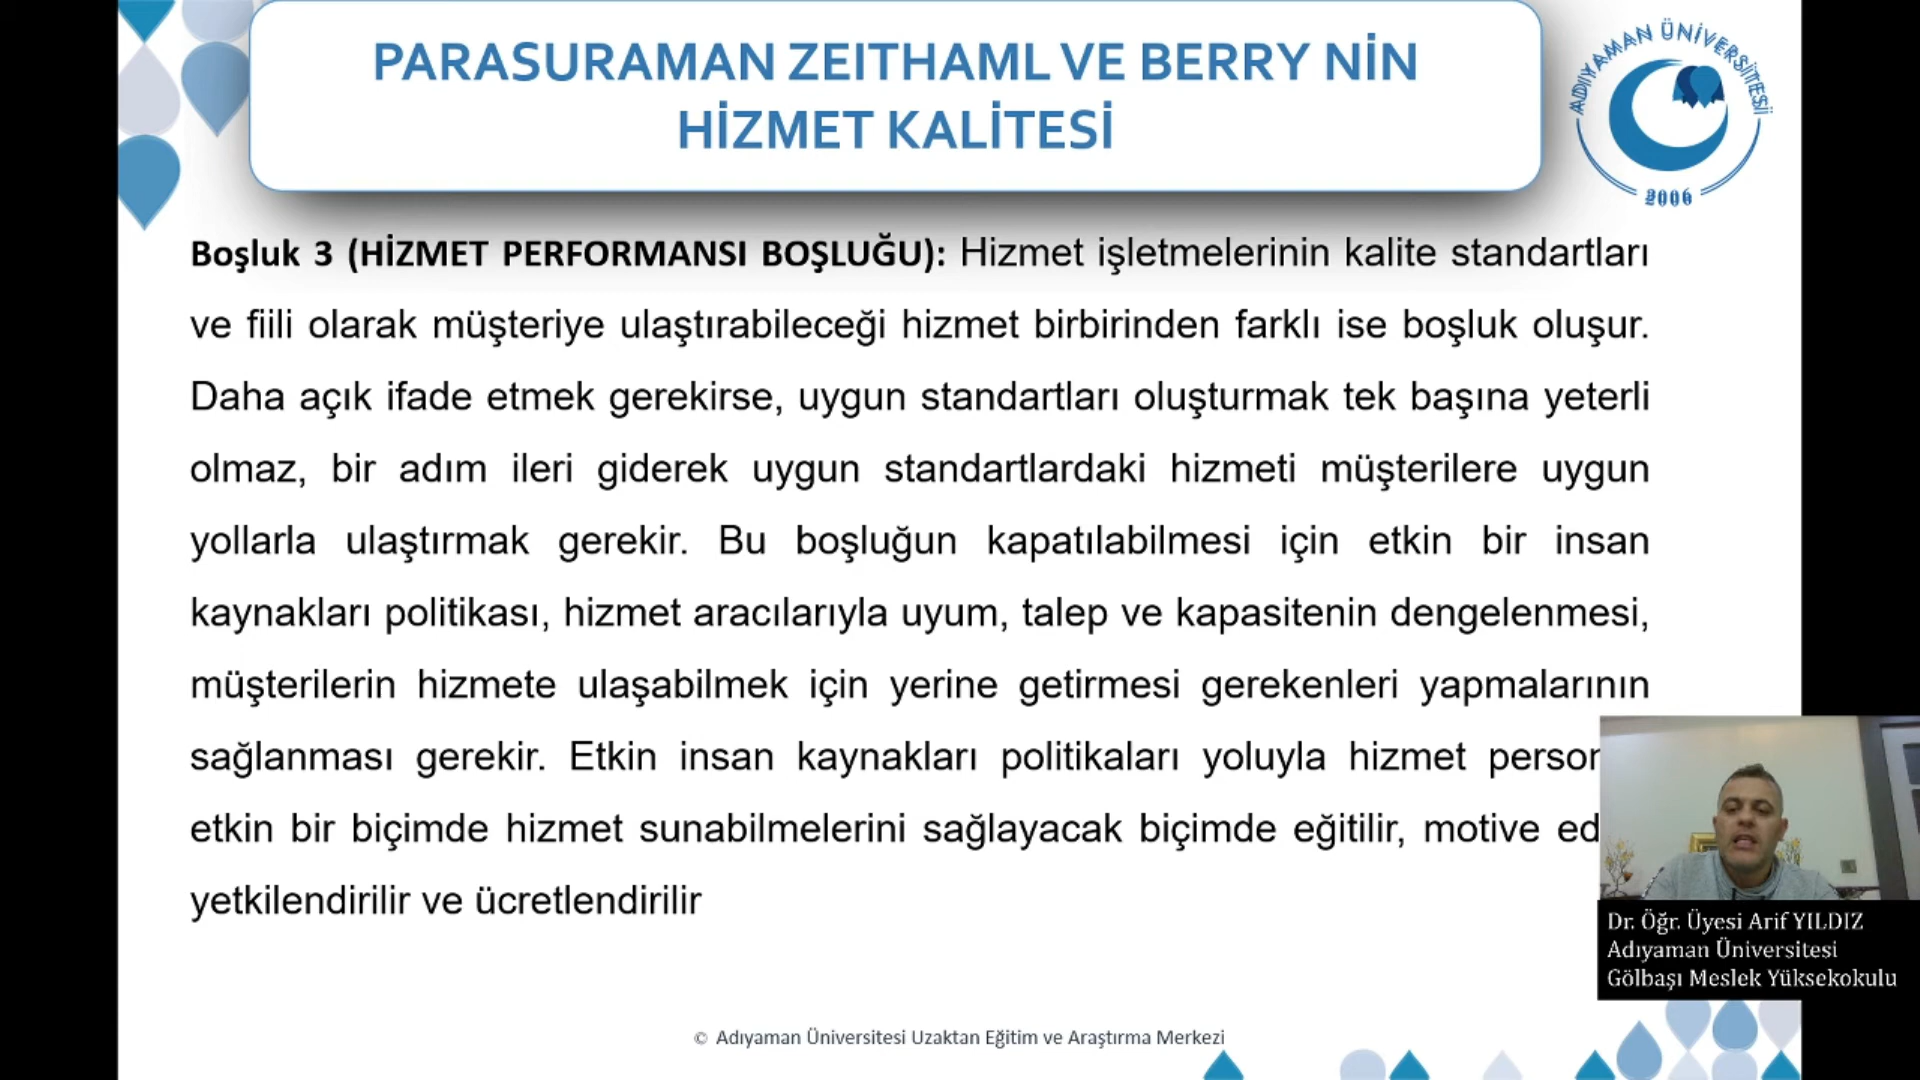 PARASURAMAN ZEITHAML VE BERRY NİN
HİZMET KALİTESİ
ADIYAMAN ÜNİVERSİTESİ
2006
Boşluk 3 (HİZMET PERFORMANSI BOŞLUĞU): Hizmet işletmelerinin kalite standartları
ve fiili olarak müşteriye ulaştırabileceği hizmet birbirinden farklı ise boşluk oluşur.
Daha açık ifade etmek gerekirse, uygun standartları oluşturmak tek başına yeterli
olmaz, bir adım ileri giderek uygun standartlardaki hizmeti müşterilere uygun
yollarla ulaştırmak gerekir. Bu boşluğun kapatılabilmesi için etkin bir insan
kaynakları politikası, hizmet aracılarıyla uyum, talep ve kapasitenin dengelenmesi,
müşterilerin hizmete ulaşabilmek için yerine getirmesi gerekenleri yapmalarının
sağlanması gerekir. Etkin insan kaynakları politikaları yoluyla hizmet
etkin bir biçimde hizmet sunabilmelerini sağlayacak biçimde eğitilir, motive
yetkilendirilir ve ücretlendirilir
Dr. Öğr. Üyesi Arif YILDIZ
Adıyaman Üniversitesi
Gölbaşı Meslek Yüksekokulu
© Adıyaman Üniversitesi Uzaktan Eğitim ve Araştırma Merkezi